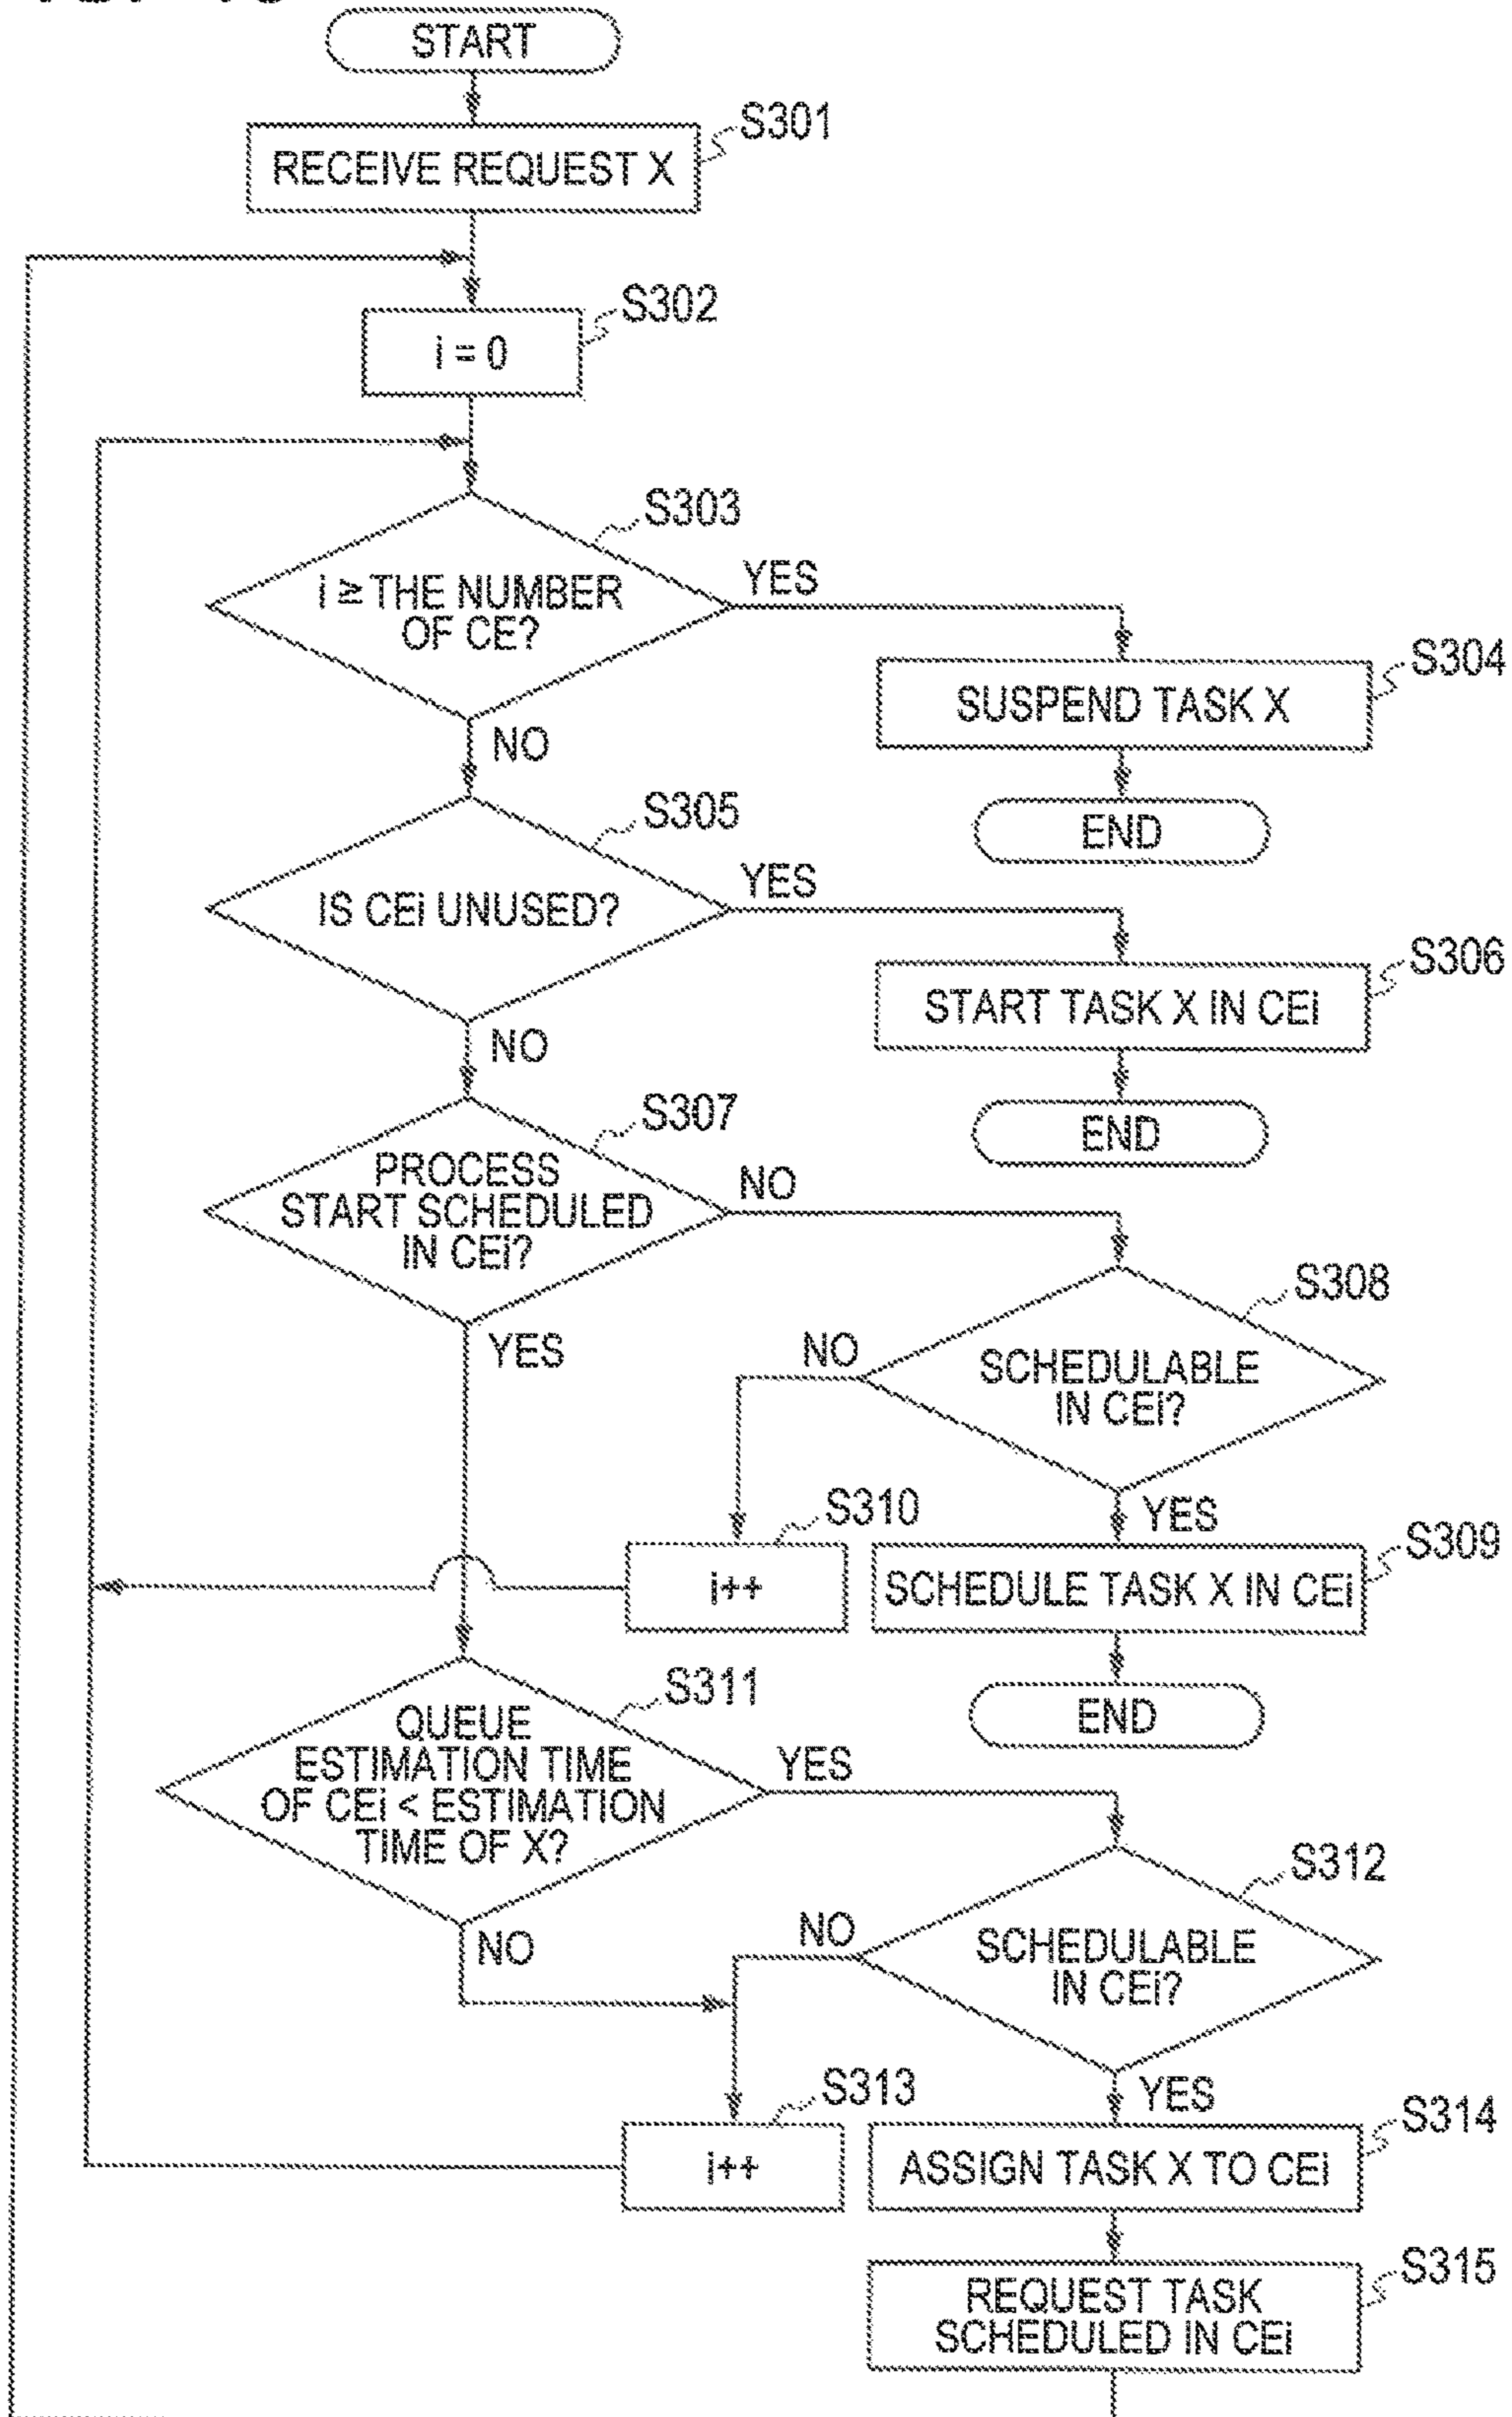 START
S301
RECEIVE REQUEST X
S302
i = 0
S303
i ≥ THE NUMBER
OF CE?
YES
S304
SUSPEND TASK X
NO
END
S305
IS CEi UNUSED?
YES
S306
START TASK X IN CEi
NO
END
S307
PROCESS
START SCHEDULED
IN CEi?
NO
S308
YES
NO
SCHEDULABLE
IN CEi?
S310
YES
S309
i++
SCHEDULE TASK X IN CEi
S311
END
QUEUE
ESTIMATION TIME
OF CEi < ESTIMATION
TIME OF X?
YES
S312
NO
NO
SCHEDULABLE
IN CEi?
S313
YES
S314
i++
ASSIGN TASK X TO CEi
S315
REQUEST TASK
SCHEDULED IN CEi